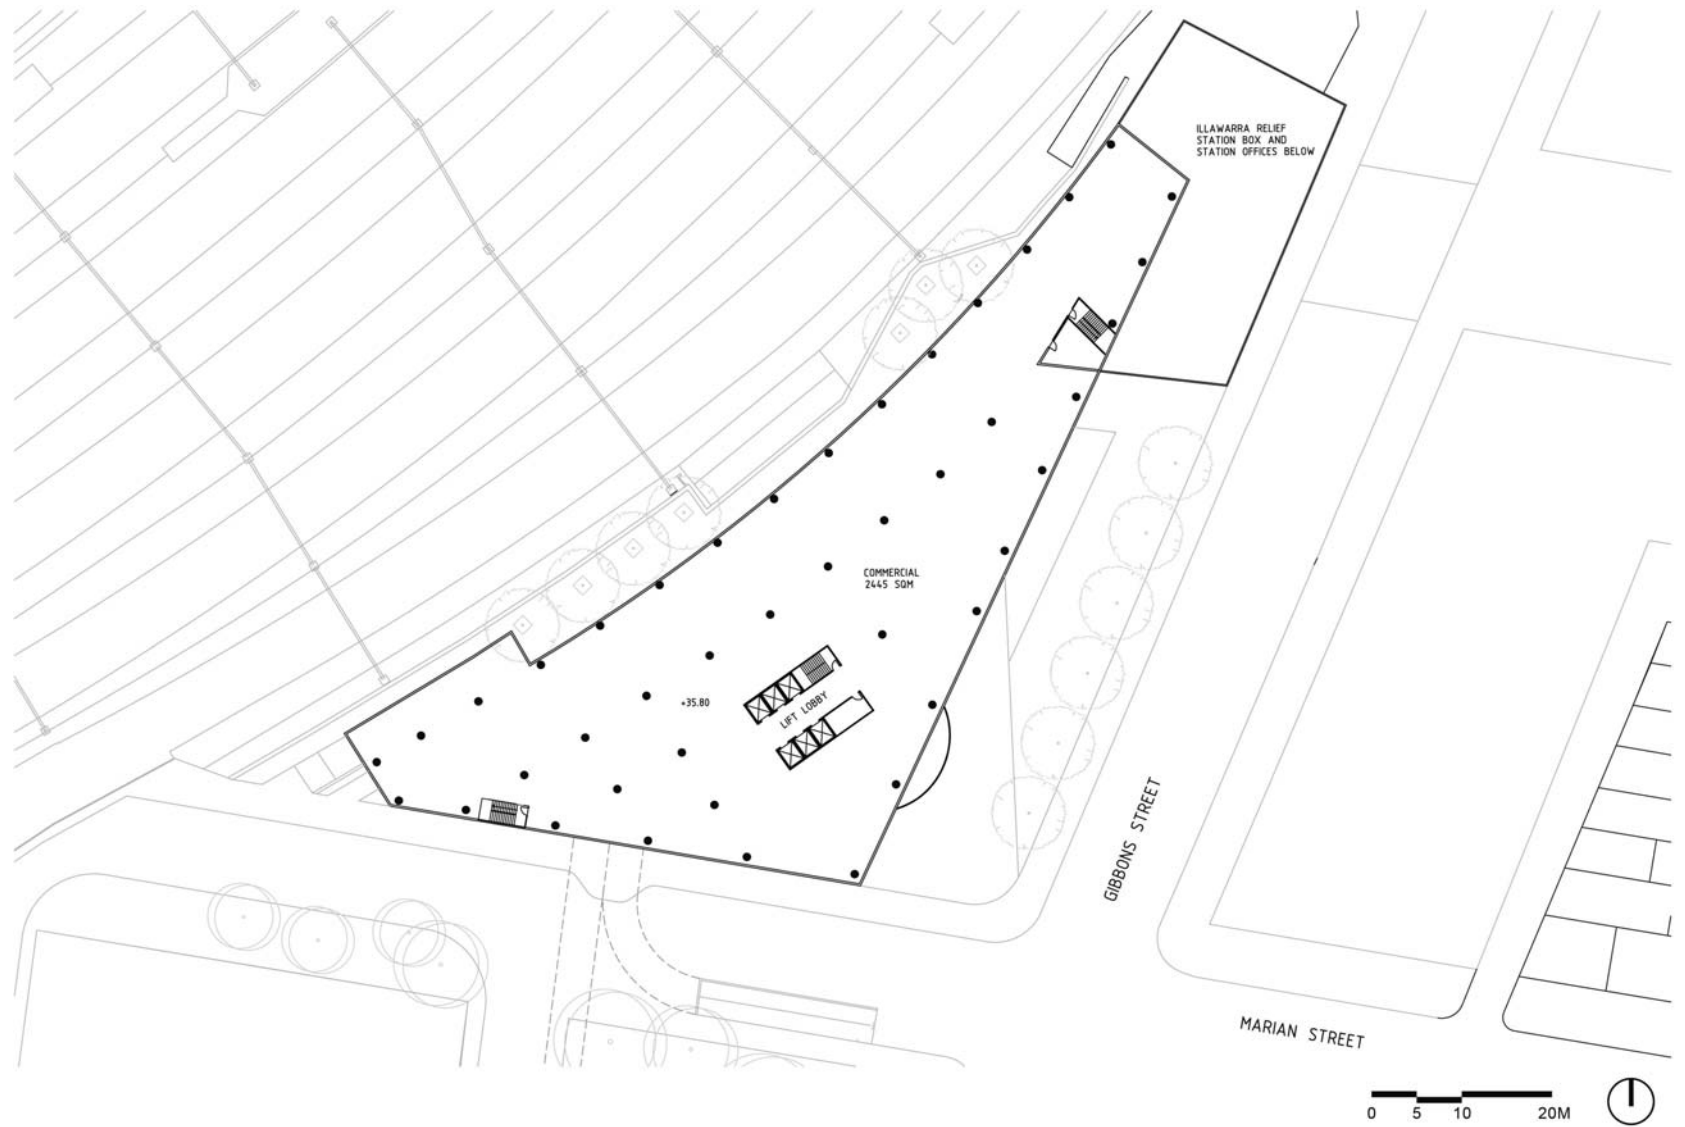 ILLAWARRA RELIEF
STATION BOX AND
STATION OFFICES BELOW
COMMERCIAL
2445 SQM
+35.80
LIFT LOBBY
GIBBONS STREET
MARIAN STREET
0 5 10 20M